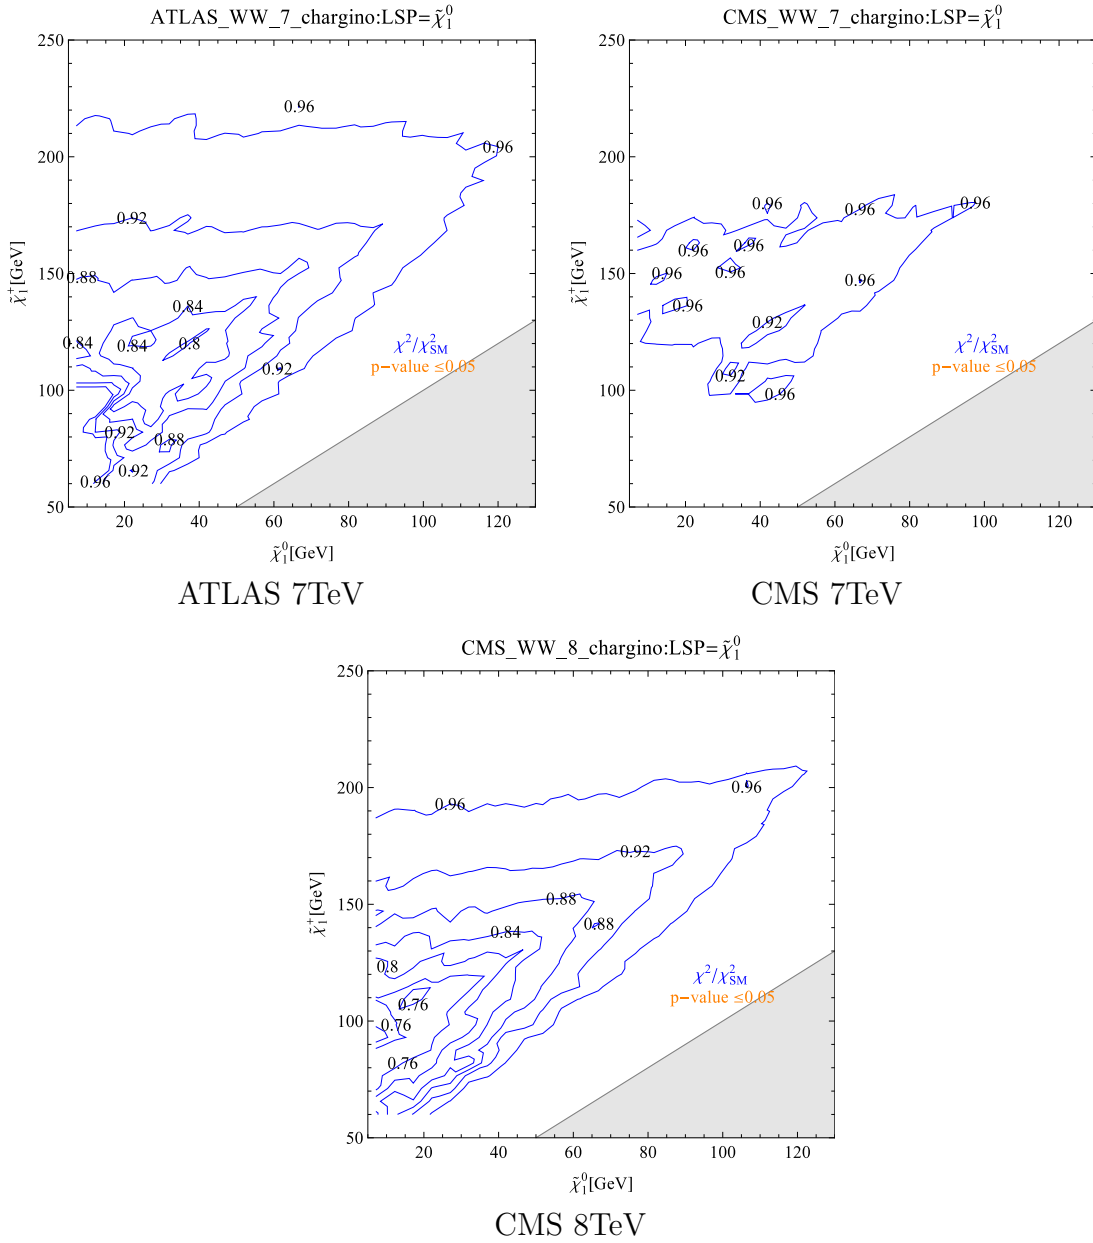 ATLAS_WW_7_chargino:LSP=χ̃₁⁰
250
200
150
100
50
χ̃₁⁺[GeV]
0.96
0.96
0.92
0.88
0.84
0.84
0.84
0.8
0.92
0.92
0.88
0.92
0.96
χ²/χ²SM
p−value ≤0.05
20 40 60 80 100 120
χ̃₁⁰[GeV]
ATLAS 7TeV
CMS_WW_7_chargino:LSP=χ̃₁⁰
250
200
150
100
50
χ̃₁⁺[GeV]
0.96
0.96
0.96
0.96
0.96
0.96
0.96
0.96
0.96
0.92
0.92
0.96
χ²/χ²SM
p−value ≤0.05
20 40 60 80 100 120
χ̃₁⁰[GeV]
CMS 7TeV
CMS_WW_8_chargino:LSP=χ̃₁⁰
250
200
150
100
50
χ̃₁⁺[GeV]
0.96
0.96
0.92
0.88
0.88
0.84
0.8
0.76
0.76
0.76
χ²/χ²SM
p−value ≤0.05
20 40 60 80 100 120
χ̃₁⁰[GeV]
CMS 8TeV